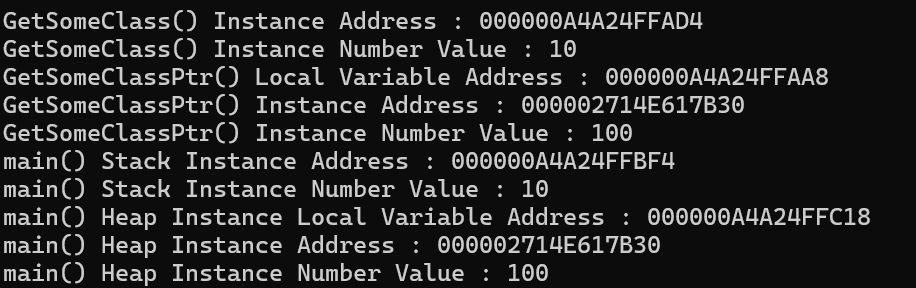 GetSomeClass() Instance Address : 000000A4A24FFAD4
GetSomeClass() Instance Number Value : 10
GetSomeClassPtr() Local Variable Address : 000000A4A24FFAA8
GetSomeClassPtr() Instance Address : 000002714E617B30
GetSomeClassPtr() Instance Number Value : 100
main() Stack Instance Address : 000000A4A24FFBF4
main() Stack Instance Number Value : 10
main() Heap Instance Local Variable Address : 000000A4A24FFC18
main() Heap Instance Address : 000002714E617B30
main() Heap Instance Number Value : 100